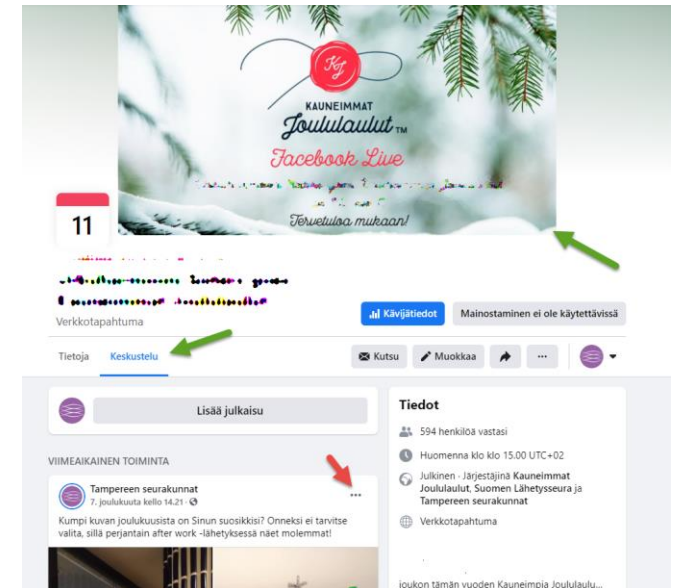 KJ
KAUNEIMMAT
Joululaulut TM
Facebook Live
Tervetuloa mukaan!
11
Verkkotapahtuma
Kävijätiedot
Mainostaminen ei ole käytettävissä
Tietoja
Keskustelu
Kutsu
Muokkaa
...
Lisää julkaisu
VIIMEAIKAINEN TOIMINTA
Tampereen seurakunnat
7. joulukuuta kello 14.21 ·
...
Kumpi kuvan joulukuusista on Sinun suosikkisi? Onneksi ei tarvitse
valita, sillä perjantain after work -lähetyksessä näet molemmat!
Tiedot
594 henkilöä vastasi
Huomenna klo klo 15.00 UTC+02
Julkinen · Järjestäjinä Kauneimmat
Joululaulut, Suomen Lähetysseura ja
Tampereen seurakunnat
Verkkotapahtuma
joukon tämän vuoden Kauneimpia Joululaulu...